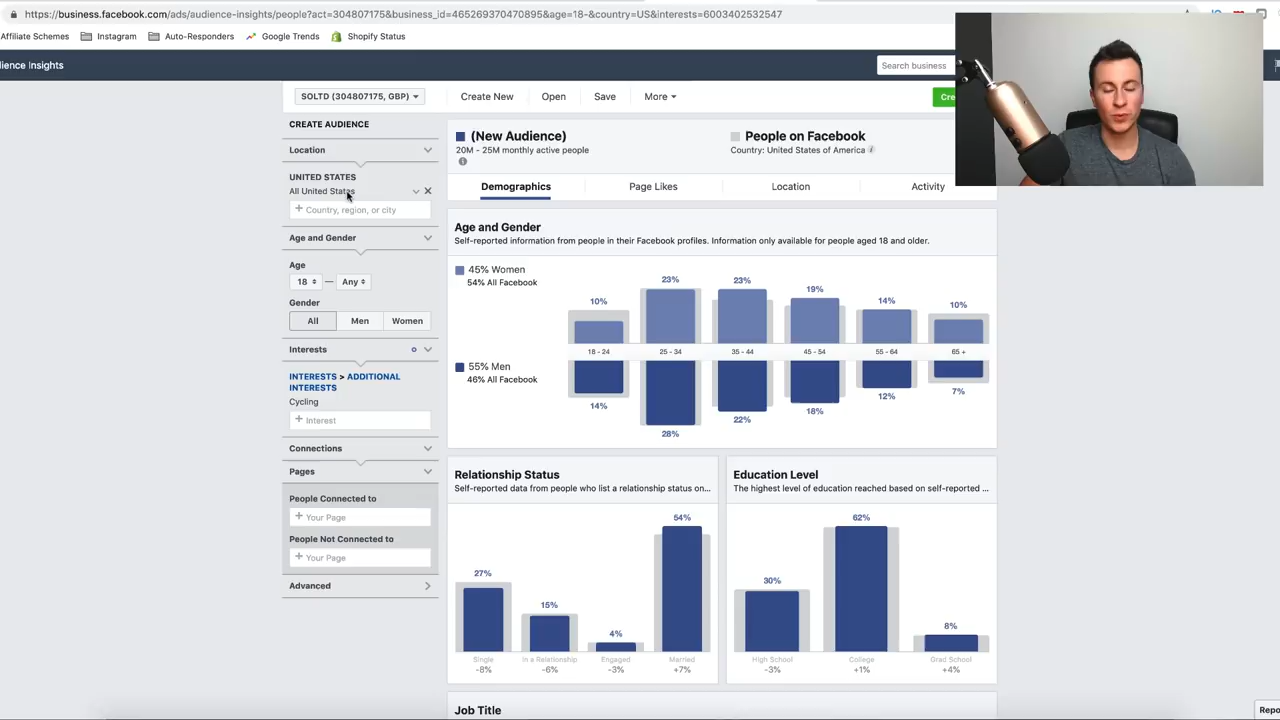 https://business.facebook.com/ads/audience-insights/people?act=304807175&business_id=465269370470895&age=18-&country=US&interests=6003402532547
Affiliate Schemes Instagram Auto-Responders Google Trends Shopify Status
Insights
Search business
SOLTD (304807175, GBP) Create New Open Save More
CREATE AUDIENCE
Location
UNITED STATES
All United States
+ Country, region, or city
Age and Gender
Age
18 — Any
Gender
All Men Women
Interests
INTERESTS > ADDITIONAL
INTERESTS
Cycling
+ Interest
Connections
Pages
People Connected to
+ Your Page
People Not Connected to
+ Your Page
Advanced
(New Audience)
20M - 25M monthly active people
People on Facebook
Country: United States of America
Demographics Page Likes Location Activity
Age and Gender
Self-reported information from people in their Facebook profiles. Information only available for people aged 18 and older.
45% Women
54% All Facebook
10% 23% 23% 19% 14% 10%
18 - 24 25 - 34 35 - 44 45 - 54 55 - 64 65 +
55% Men
46% All Facebook
14% 28% 22% 18% 12% 7%
Relationship Status
Self-reported data from people who list a relationship status on...
27% 15% 4% 54%
Single In a Relationship Engaged Married
-8% -6% -3% +7%
Education Level
The highest level of education reached based on self-reported ...
30% 62% 8%
High School College Grad School
-3% +1% +4%
Job Title